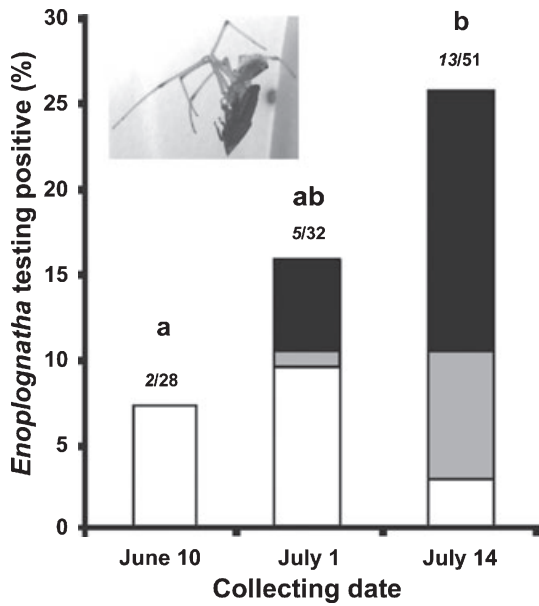 Enoplognatha testing positive (%)
30
25
20
15
10
5
0
a
2/28
ab
5/32
b
13/51
June 10
July 1
July 14
Collecting date